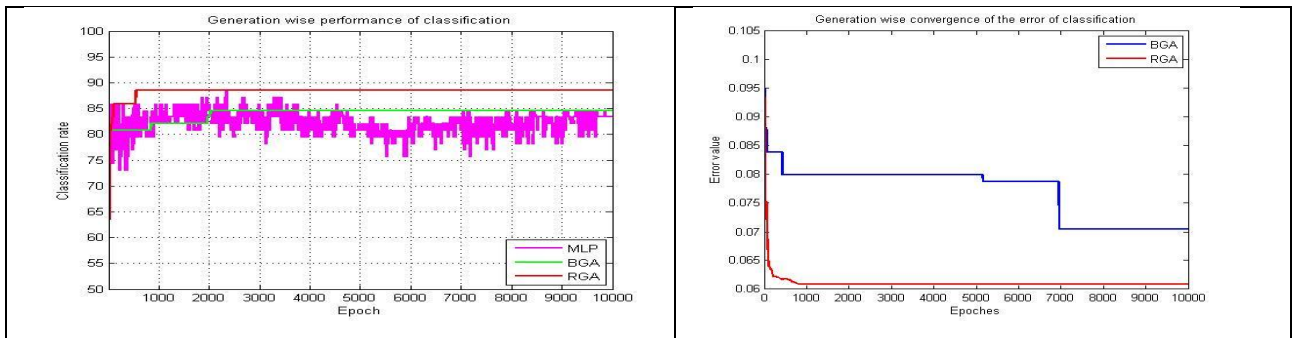 Generation wise performance of classification
100
95
90
85
80
75
70
65
60
55
50
Classification rate
1000 2000 3000 4000 5000 6000 7000 8000 9000 10000
Epoch
MLP
BGA
RGA
Generation wise convergence of the error of classification
0.105
0.1
0.095
0.09
0.085
0.08
0.075
0.07
0.065
0.06
Error value
0 1000 2000 3000 4000 5000 6000 7000 8000 9000 10000
Epoches
BGA
RGA